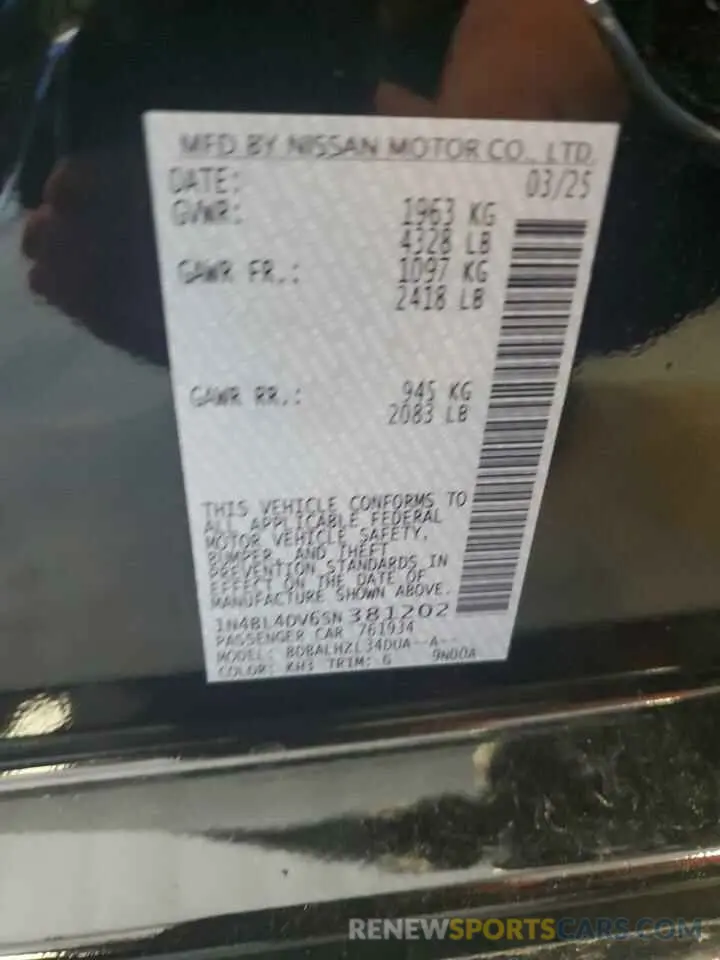 MFD BY NISSAN MOTOR CO., LTD.
DATE: 03/25
GVWR: 1963 KG
4328 LB
GAWR FR.: 1097 KG
2418 LB
GAWR RR.: 945 KG
2083 LB
THIS VEHICLE CONFORMS TO
ALL APPLICABLE FEDERAL
MOTOR VEHICLE SAFETY,
BUMPER, AND THEFT
PREVENTION STANDARDS IN
EFFECT ON THE DATE OF
MANUFACTURE SHOWN ABOVE.
1N4BL4DV6SN381202
PASSENGER CAR 761934
MODEL: BDBALHZL34DUA--A--
COLOR: KH3 TRIM: G 9N00A
RENEWSPORTSCARS.COM